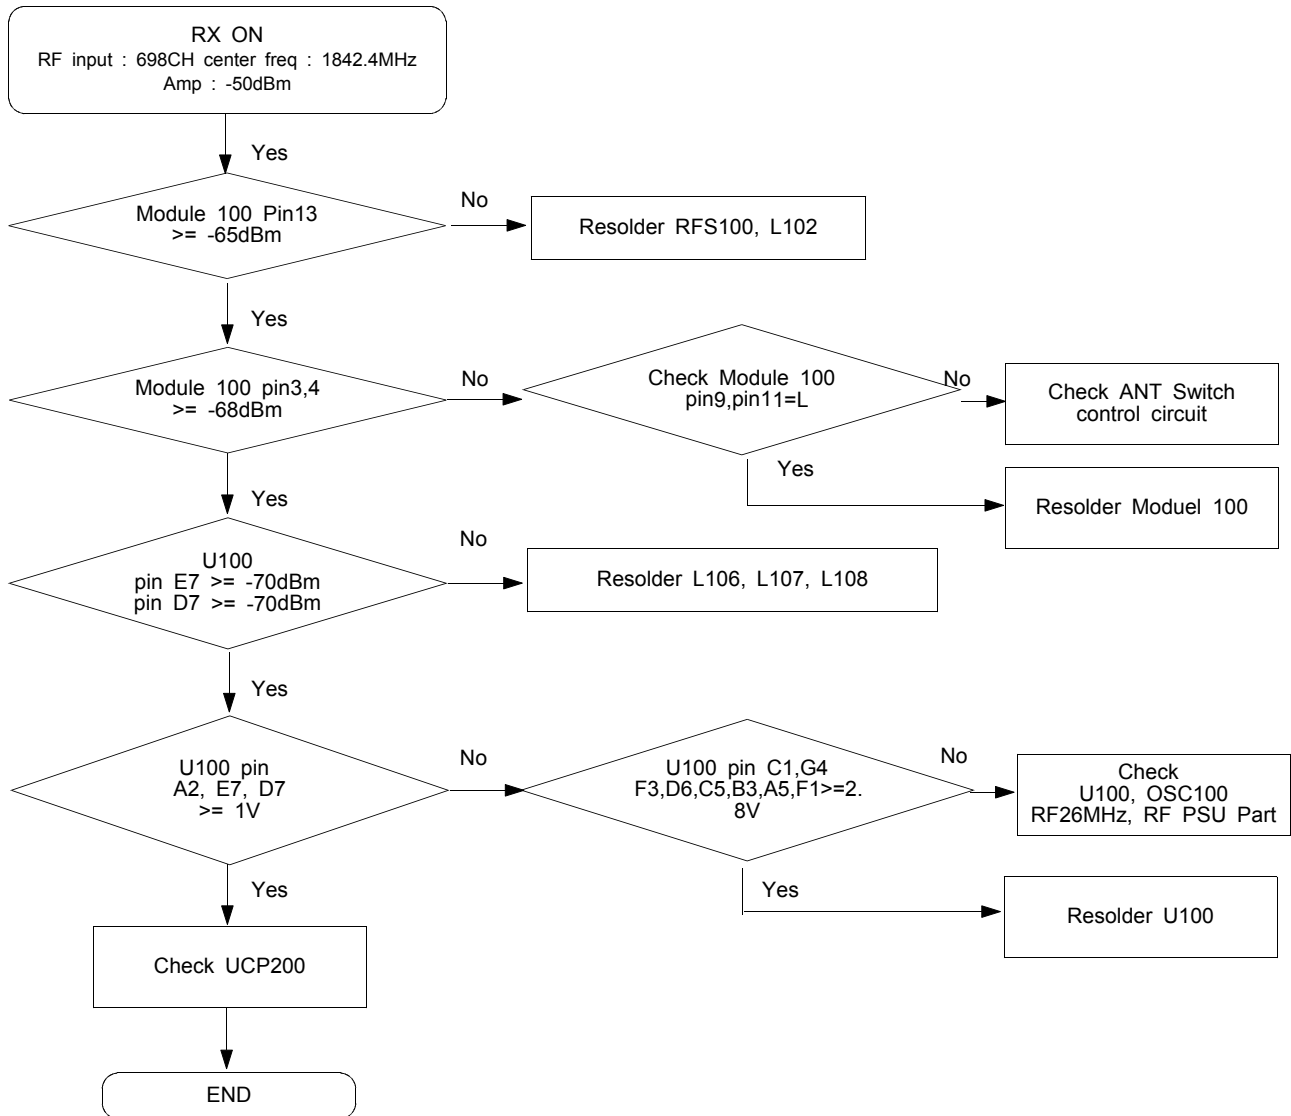 RX ON
RF input : 698CH center freq : 1842.4MHz
Amp : -50dBm
Yes
Module 100 Pin13
>= -65dBm
No
Resolder RFS100, L102
Yes
Module 100 pin3,4
>= -68dBm
No
Check Module 100
pin9,pin11=L
No
Check ANT Switch
control circuit
Yes
Resolder Moduel 100
Yes
U100
pin E7 >= -70dBm
pin D7 >= -70dBm
No
Resolder L106, L107, L108
Yes
U100 pin
A2, E7, D7
>= 1V
No
U100 pin C1,G4
F3,D6,C5,B3,A5,F1>=2.
8V
No
Check
U100, OSC100
RF26MHz, RF PSU Part
Yes
Resolder U100
Yes
Check UCP200
END